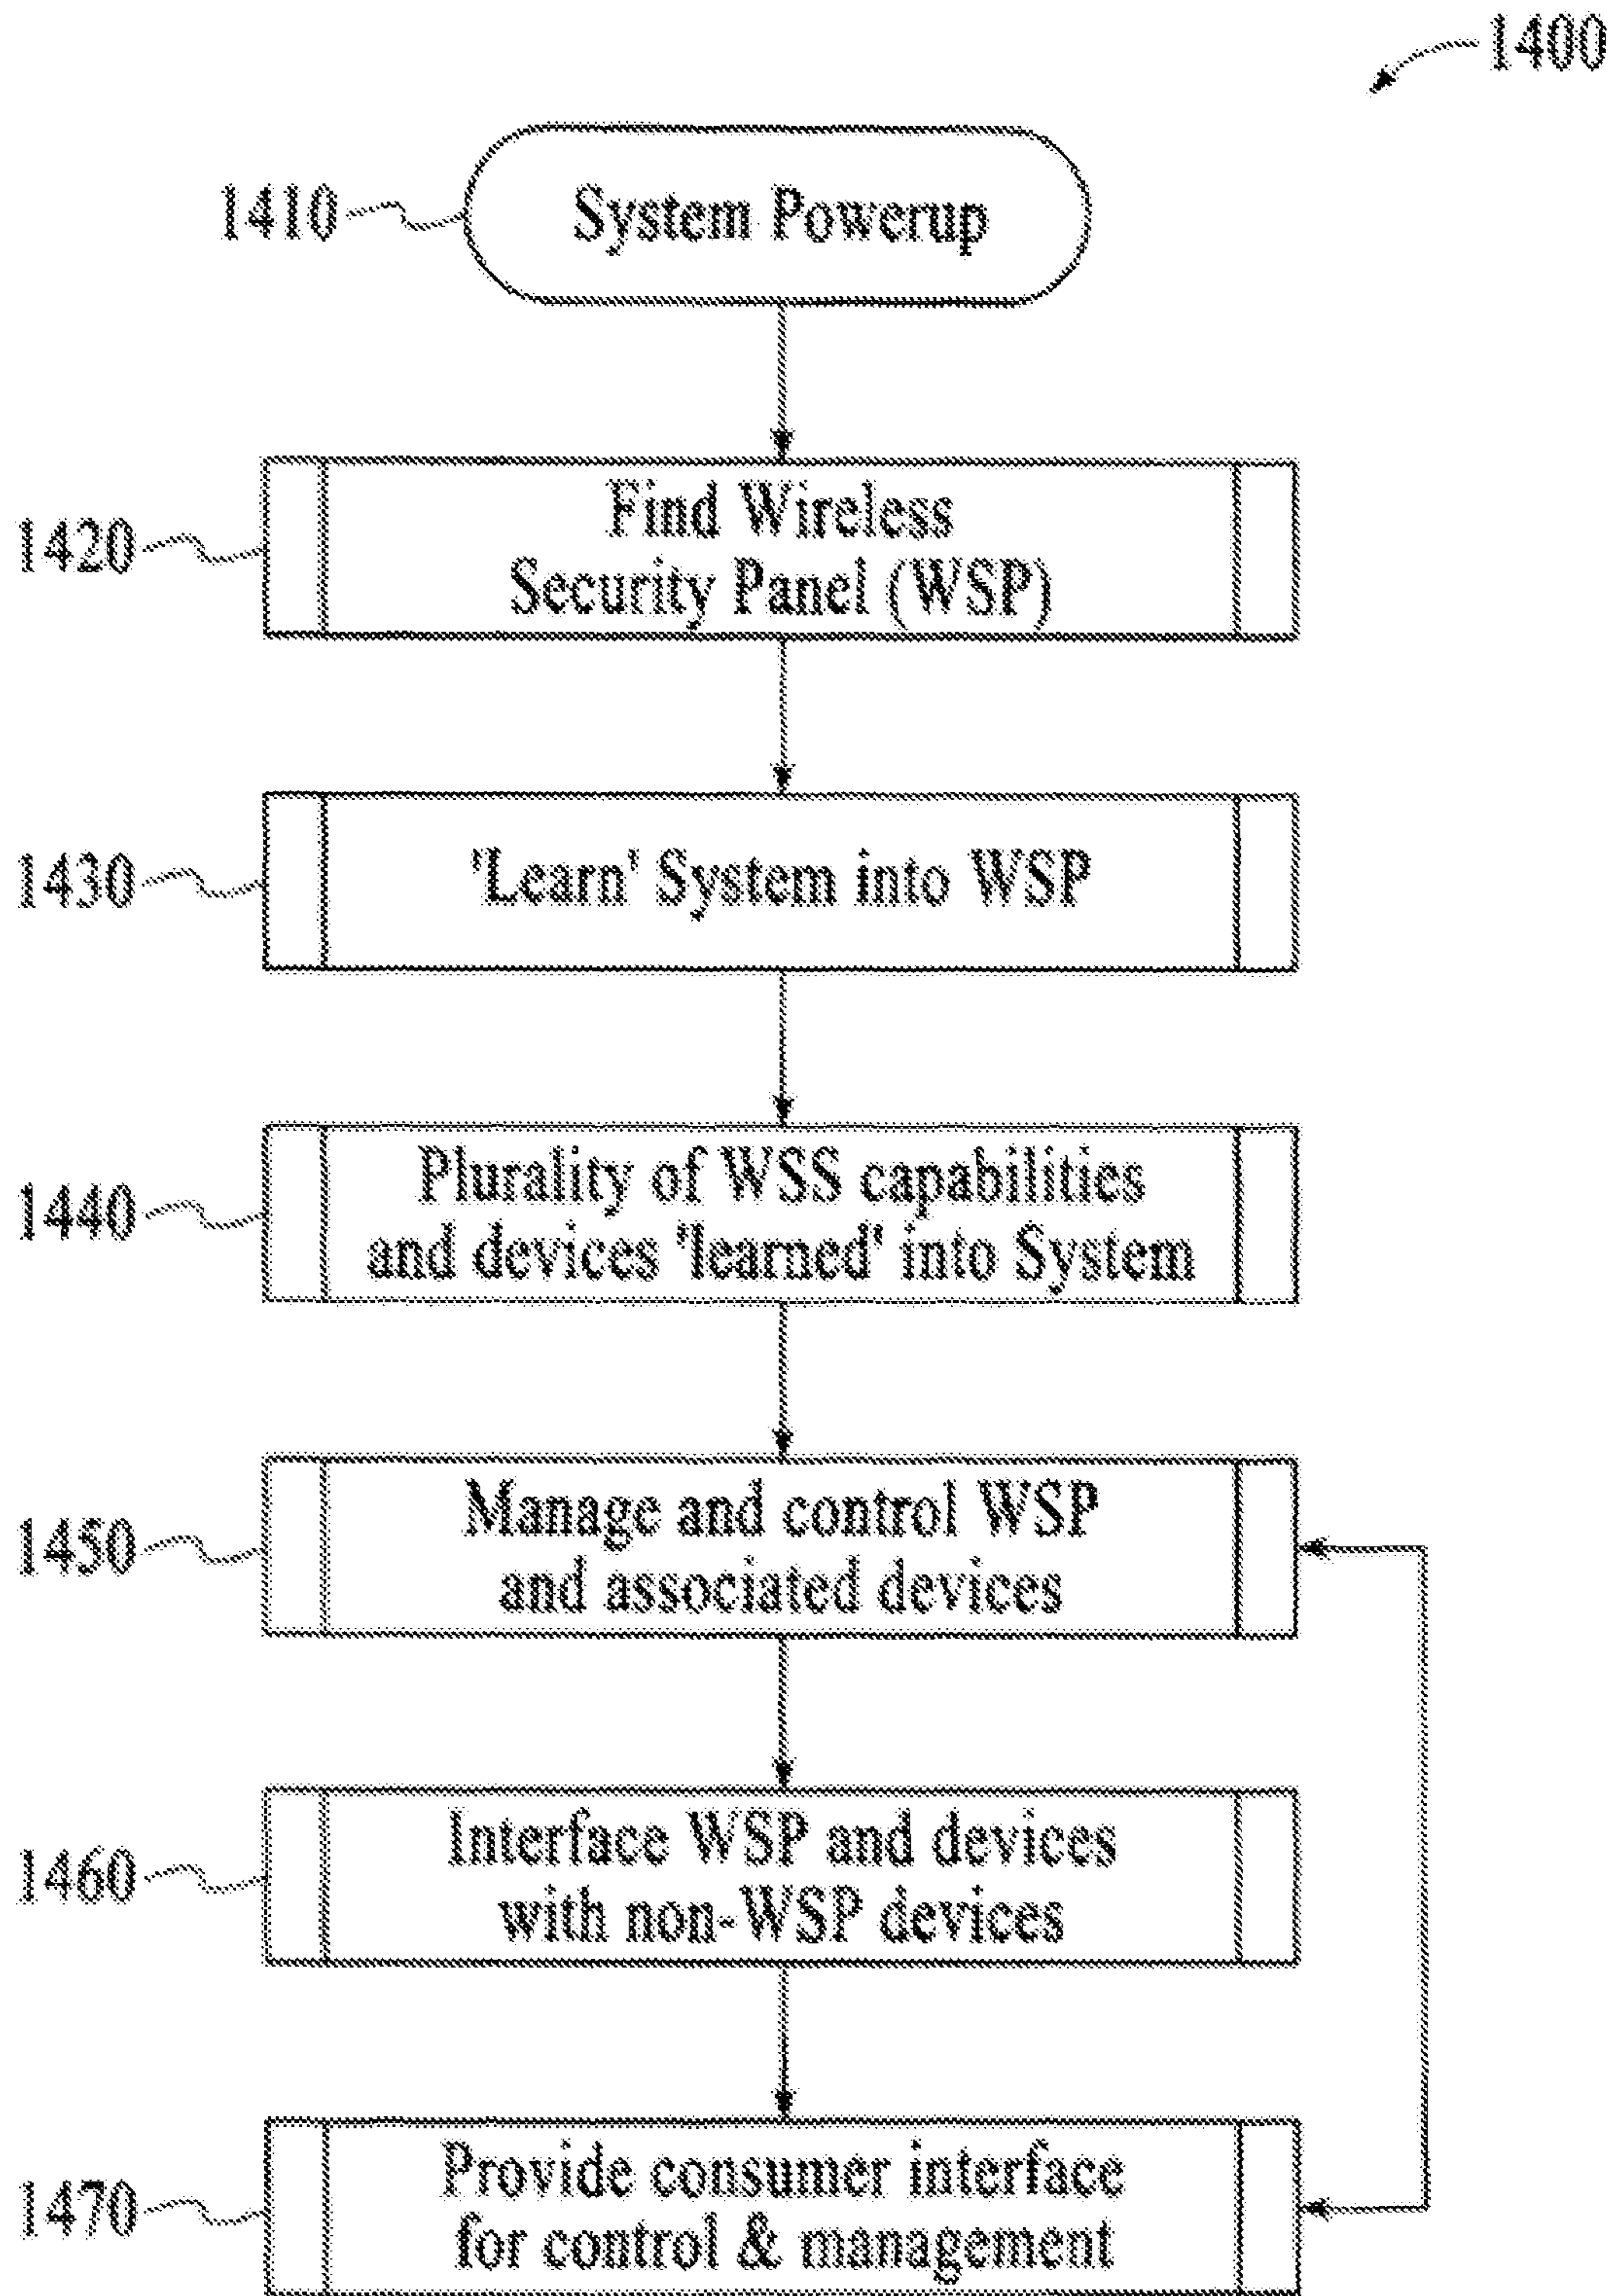 1400
1410
System Powerup
1420
Find Wireless
Security Panel (WSP)
1430
'Learn' System into WSP
1440
Plurality of WSS capabilities
and devices 'learned' into System
1450
Manage and control WSP
and associated devices
1460
Interface WSP and devices
with non-WSP devices
1470
Provide consumer interface
for control & management